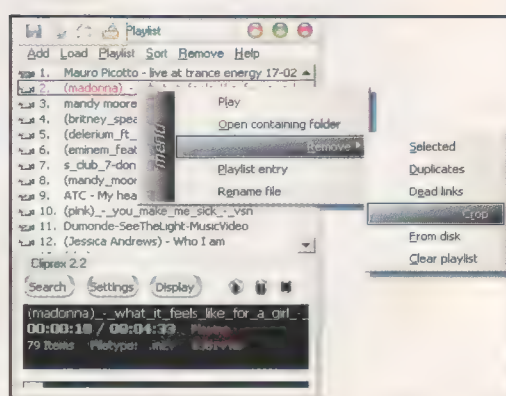 Playlist
Add Load Playlist Sort Remove Help
1. Mauro Picotto - live at trance energy 17-02
2. (madonna)
3. mandy moore
4. (britney_spea
5. (delerium_ft_
6. (eminem_feat
7. s_club_7-don
8. (mandy_moor
9. ATC - My hea
10. (pink)_-_you_make_me_sick_-_vsn
11. Dumonde-SeeTheLight-MusicVideo
12. (Jessica Andrews) - Who I am
menu
Play
Open containing folder
Remove
Playlist entry
Rename file
Selected
Duplicates
Dead links
Crop
From disk
Clear playlist
Cliprex 2.2
Search Settings Display
(madonna)_-_what_it_feels_like_for_a_girl_-_
00:00:18 / 00:04:33
79 Items Filetype: